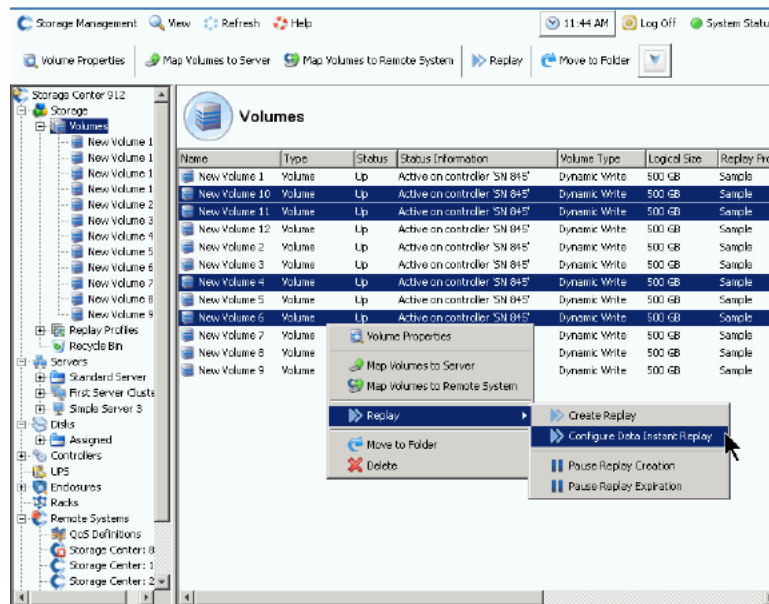 Storage Management View Refresh Help 11:44 AM Log Off System Statu
Volume Properties Map Volumes to Server Map Volumes to Remote System Replay Move to Folder
Storage Center 912
Storage
Volumes
New Volume 1
New Volume 1
New Volume 1
New Volume 1
New Volume 2
New Volume 3
New Volume 4
New Volume 5
New Volume 6
New Volume 7
New Volume 8
New Volume 9
Replay Profiles
Recycle Bin
Servers
Standard Server
First Server Cluste
Simple Server 3
Disks
Assigned
Controllers
UPS
Enclosures
Racks
Remote Systems
QoS Definitions
Storage Center: 8
Storage Center: 1
Storage Center: 2
Volumes
Name Type Status Status Information Volume Type Logical Size Replay Pro
New Volume 1 Volume Up Active on controller 'SN 845' Dynamic Write 500 GB Sample
New Volume 10 Volume Up Active on controller 'SN 845' Dynamic Write 500 GB Sample
New Volume 11 Volume Up Active on controller 'SN 845' Dynamic Write 500 GB Sample
New Volume 12 Volume Up Active on controller 'SN 845' Dynamic Write 500 GB Sample
New Volume 2 Volume Up Active on controller 'SN 845' Dynamic Write 500 GB Sample
New Volume 3 Volume Up Active on controller 'SN 845' Dynamic Write 500 GB Sample
New Volume 4 Volume Up Active on controller 'SN 845' Dynamic Write 500 GB Sample
New Volume 5 Volume Up Active on controller 'SN 845' Dynamic Write 500 GB Sample
New Volume 6 Volume Up Active on controller 'SN 845' Dynamic Write 500 GB Sample
New Volume 7 Volume Dynamic Write 500 GB Sample
New Volume 8 Volume Dynamic Write 500 GB Sample
New Volume 9 Volume Dynamic Write 500 GB Sample
Volume Properties
Map Volumes to Server
Map Volumes to Remote System
Replay
Move to Folder
Delete
Create Replay
Configure Data Instant Replay
Pause Replay Creation
Pause Replay Expiration